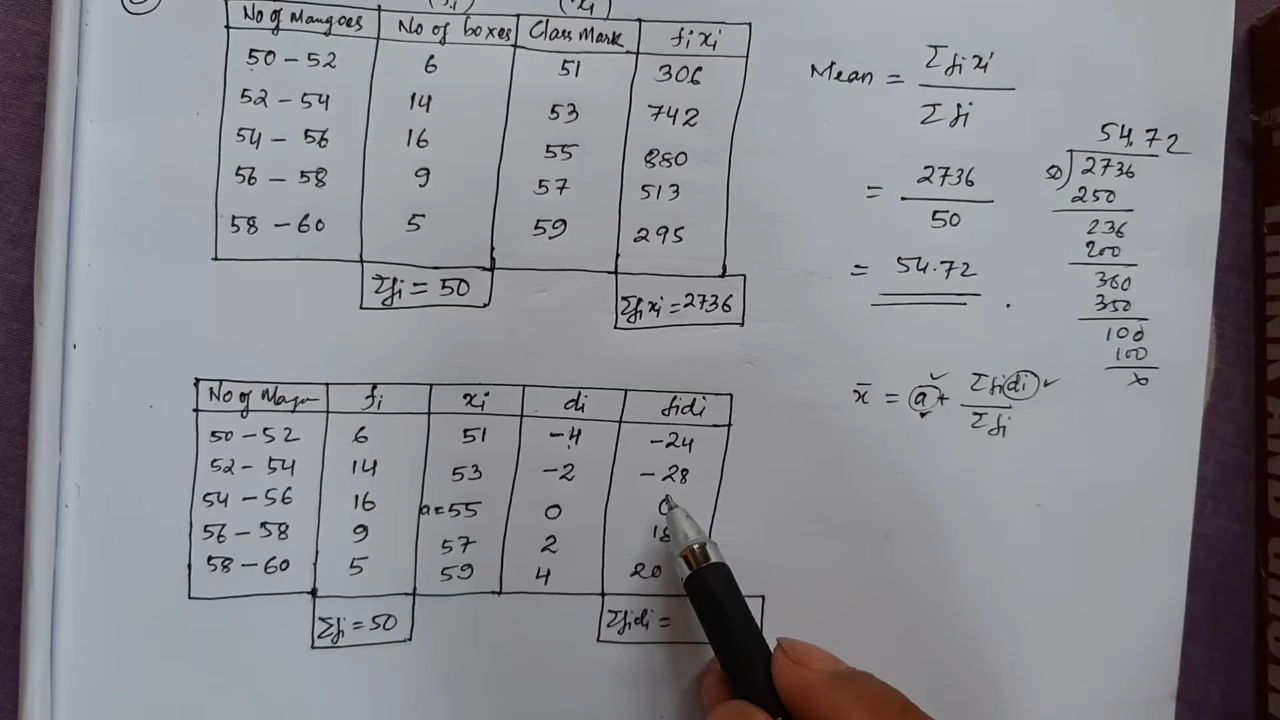 (fi) (xi)
No of Mangoes No of boxes Class Mark fixi
50 – 52 6 51 306
52 – 54 14 53 742
54 – 56 16 55 880
56 – 58 9 57 513
58 – 60 5 59 295
Σfi = 50 Σfixi = 2736
Mean = Σfixi / Σfi
= 2736 / 50
= 54.72
54.72
50) 2736
250
236
200
360
350
100
100
x
No of Mangn fi xi di fidi
50 – 52 6 51 –4 –24
52 – 54 14 53 –2 –28
54 – 56 16 a = 55 0 0
56 – 58 9 57 2 18
58 – 60 5 59 4 20
Σfi = 50 Σfidi =
x̄ = a + Σfidi / Σfi